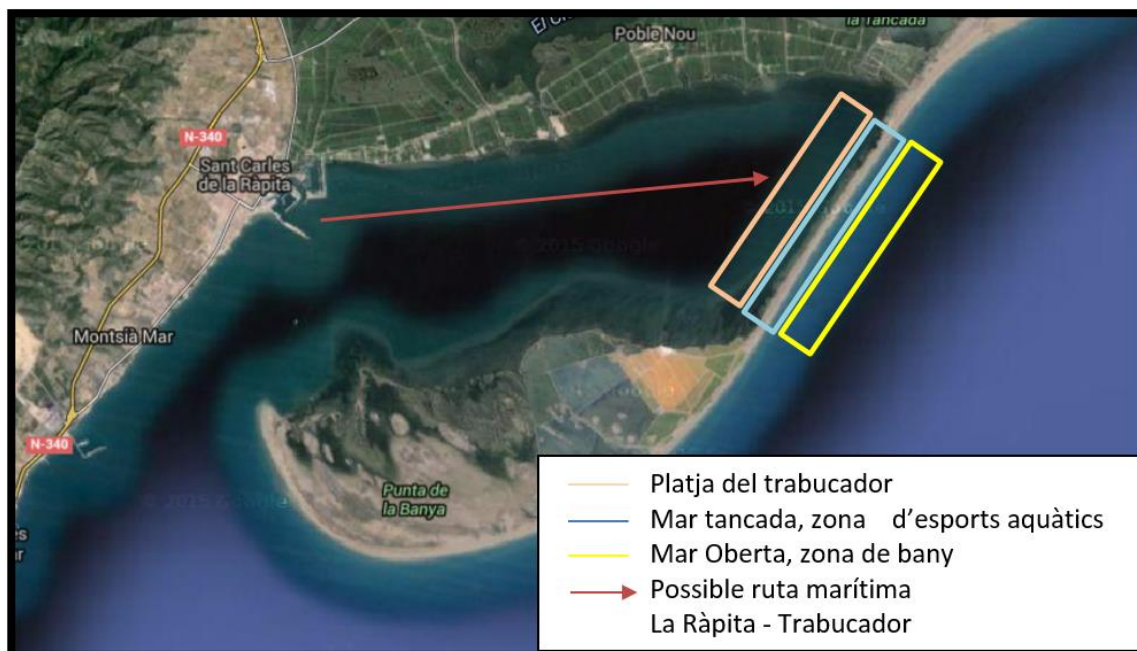 la Tancada
Poble Nou
N-340
Sant Carles
de la Ràpita
© 2015 Google
Montsià Mar
N-340
Punta de
la Banya
Platja del trabucador
Mar tancada, zona d'esports aquàtics
Mar Oberta, zona de bany
Possible ruta marítima
La Ràpita - Trabucador